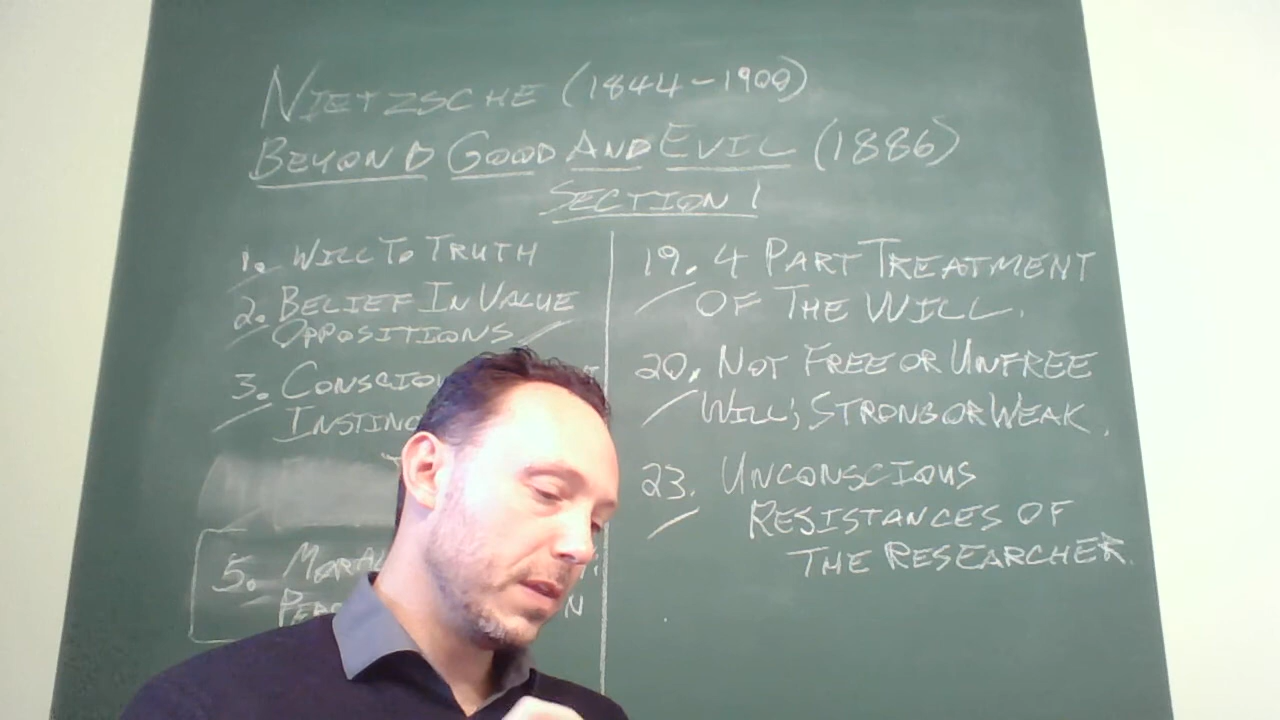 NIETZSCHE (1844-1900)
BEYOND GOOD AND EVIL (1886)
SECTION 1
1. WILL TO TRUTH
2. BELIEF IN VALUE
OPPOSITIONS
3.
5.
19. 4 PART TREATMENT
OF THE WILL.
20. NOT FREE OR UNFREE
WILL; STRONG OR WEAK.
23. UNCONSCIOUS
RESISTANCES OF
THE RESEARCHER.